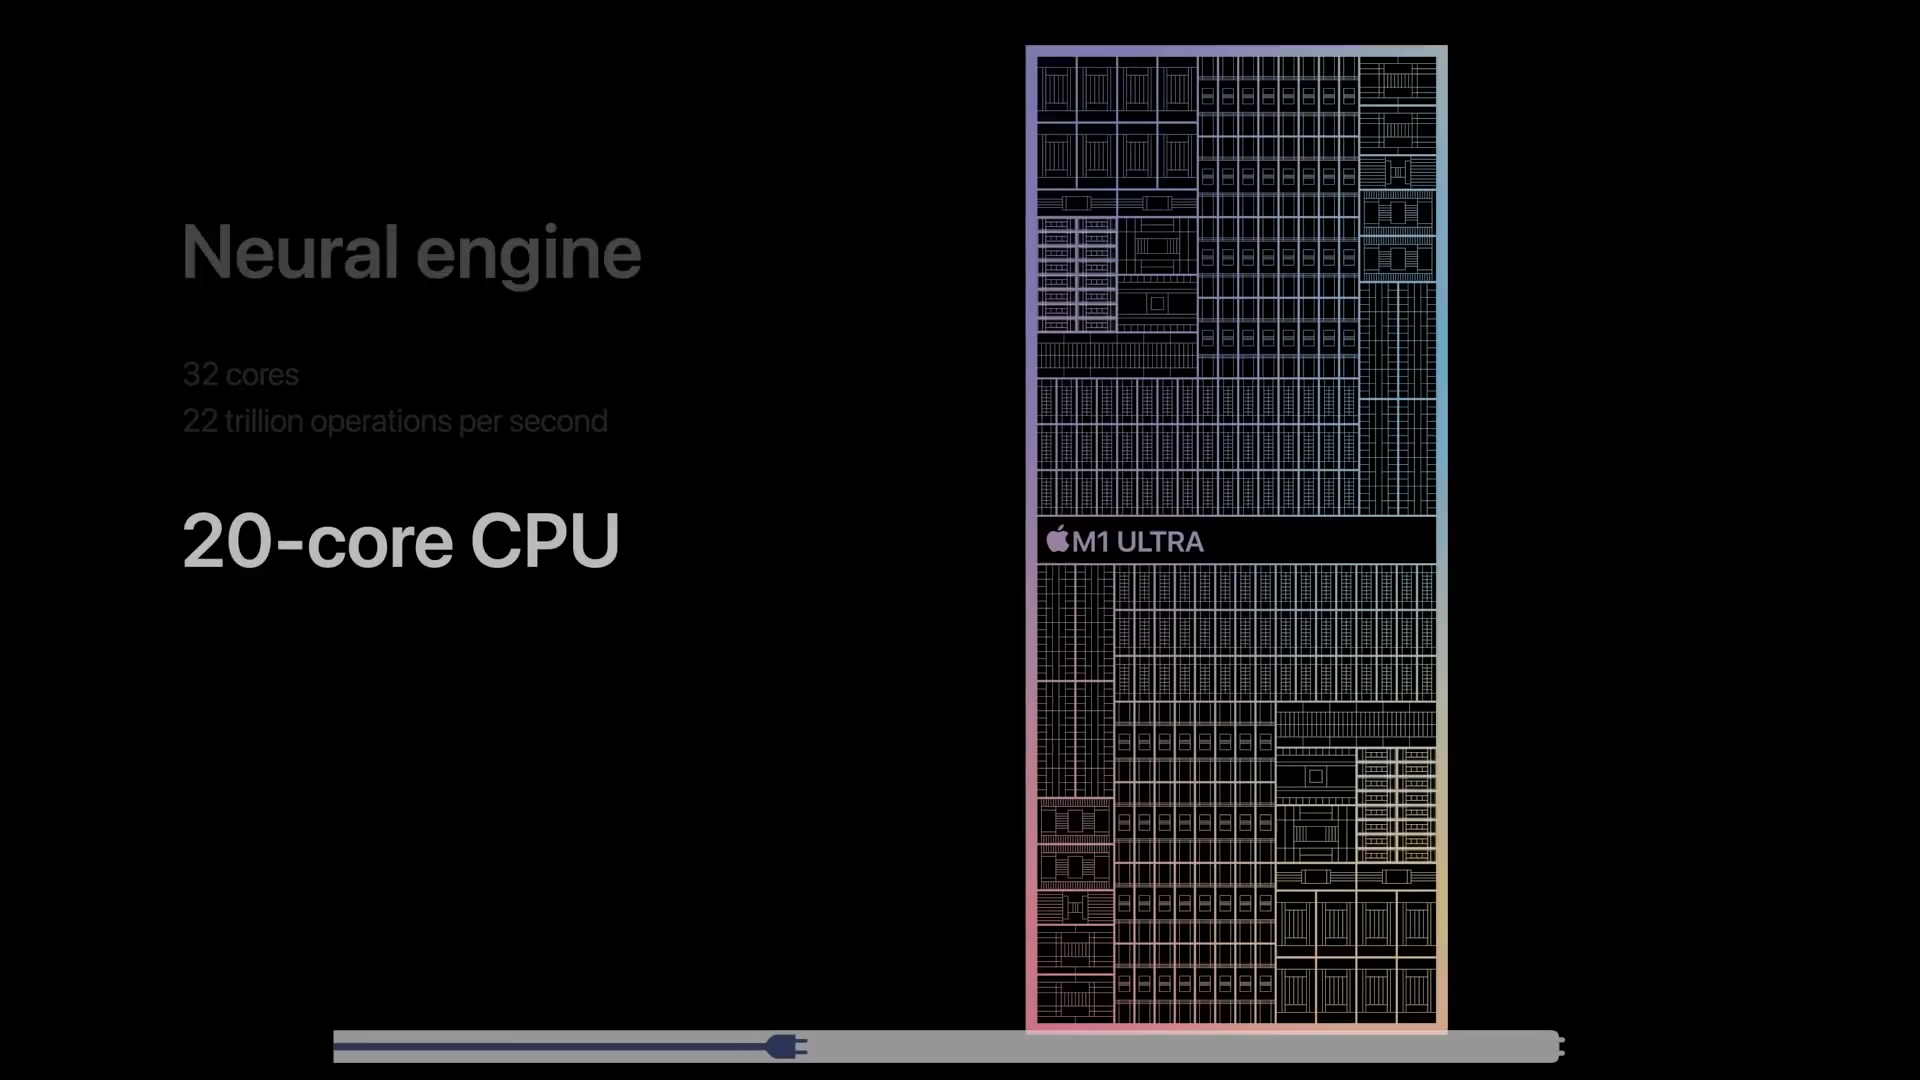 Neural engine
32 cores
22 trillion operations per second
20-core CPU
M1 ULTRA